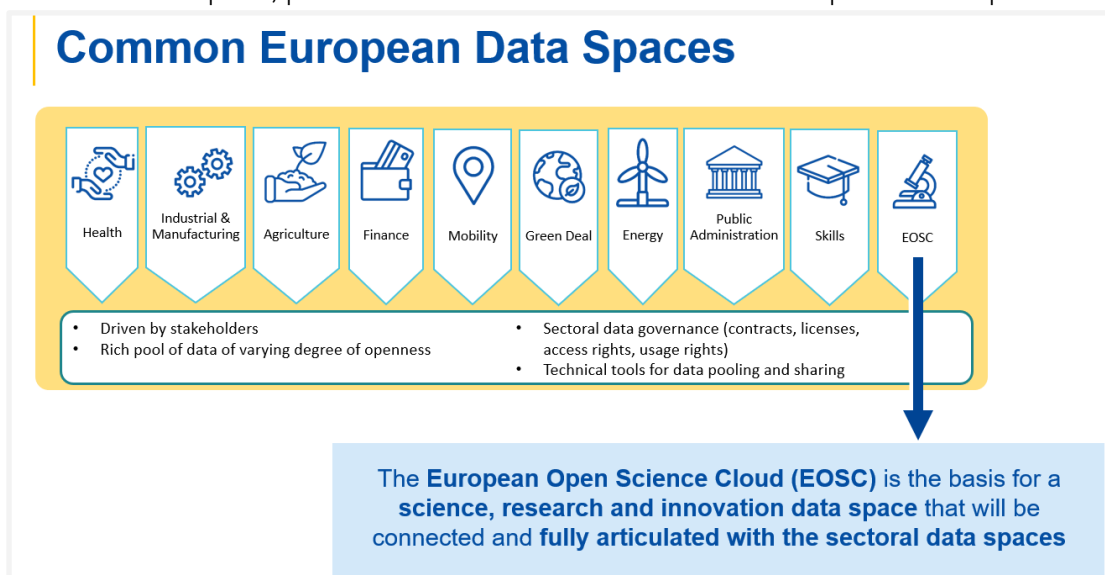 Common European Data Spaces
Health
Industrial &
Manufacturing
Agriculture
Finance
Mobility
Green Deal
Energy
Public
Administration
Skills
EOSC
• Driven by stakeholders
• Rich pool of data of varying degree of openness
• Sectoral data governance (contracts, licenses,
access rights, usage rights)
• Technical tools for data pooling and sharing
The European Open Science Cloud (EOSC) is the basis for a
science, research and innovation data space that will be
connected and fully articulated with the sectoral data spaces